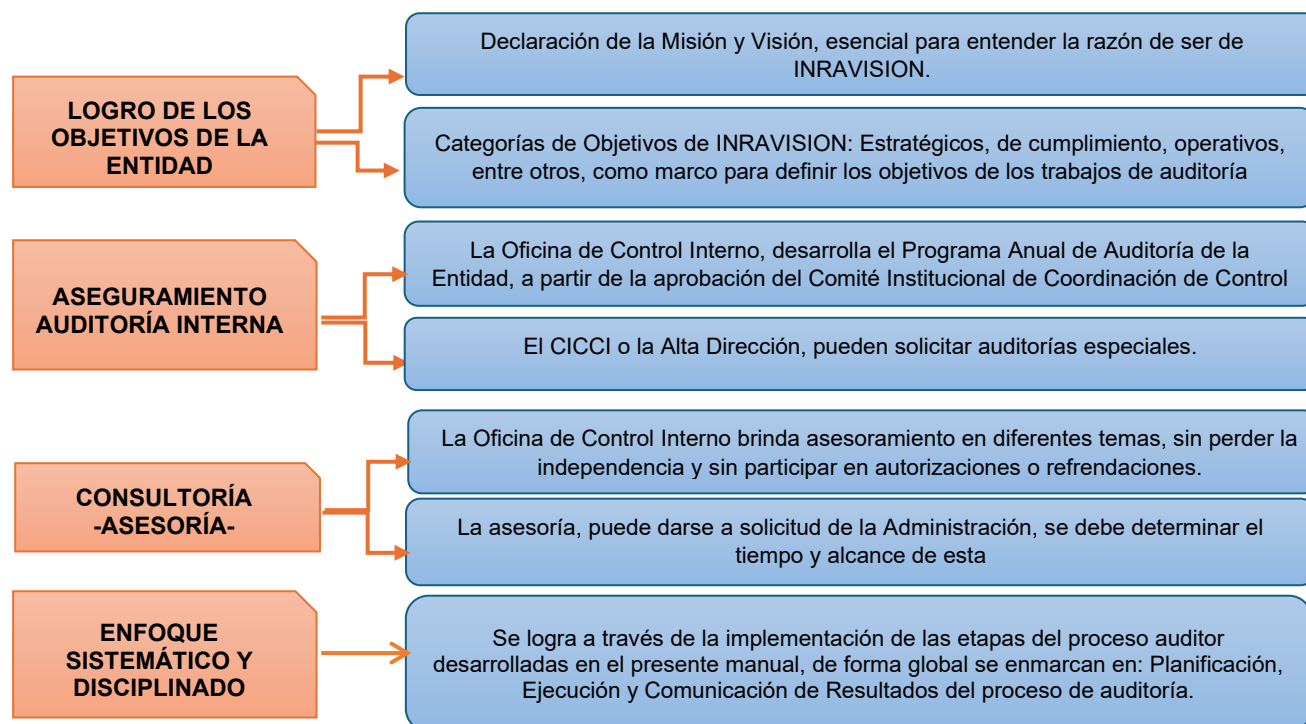 Declaración de la Misión y Visión, esencial para entender la razón de ser de
INRAVISION.
LOGRO DE LOS
OBJETIVOS DE LA
ENTIDAD
Categorías de Objetivos de INRAVISION: Estratégicos, de cumplimiento, operativos,
entre otros, como marco para definir los objetivos de los trabajos de auditoría
La Oficina de Control Interno, desarrolla el Programa Anual de Auditoría de la
Entidad, a partir de la aprobación del Comité Institucional de Coordinación de Control
ASEGURAMIENTO
AUDITORÍA INTERNA
El CICCI o la Alta Dirección, pueden solicitar auditorías especiales.
La Oficina de Control Interno brinda asesoramiento en diferentes temas, sin perder la
independencia y sin participar en autorizaciones o refrendaciones.
CONSULTORÍA
-ASESORÍA-
La asesoría, puede darse a solicitud de la Administración, se debe determinar el
tiempo y alcance de esta
ENFOQUE
SISTEMÁTICO Y
DISCIPLINADO
Se logra a través de la implementación de las etapas del proceso auditor
desarrolladas en el presente manual, de forma global se enmarcan en: Planificación,
Ejecución y Comunicación de Resultados del proceso de auditoría.